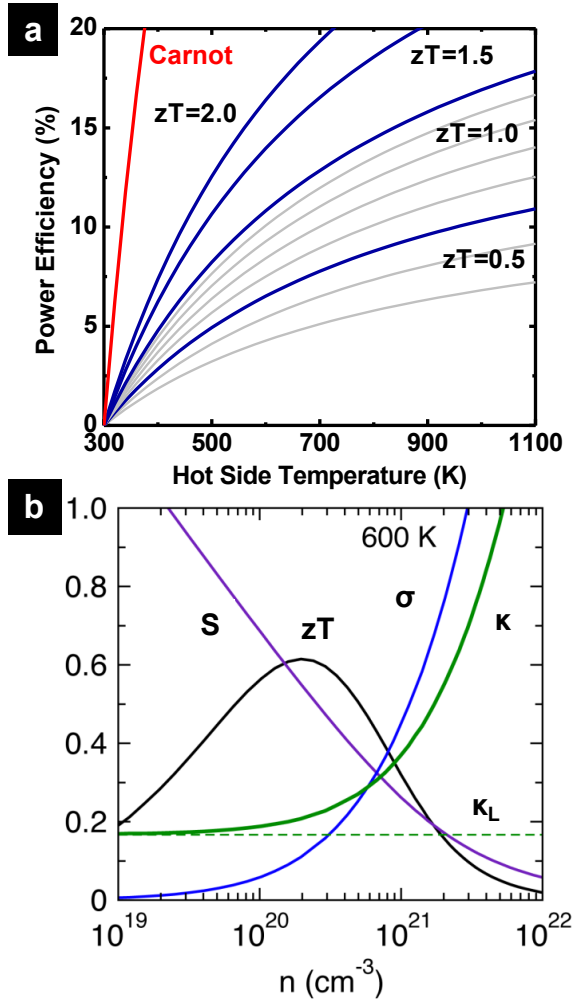 a
20
15
10
5
0
Power Efficiency (%)
Carnot
zT=2.0
zT=1.5
zT=1.0
zT=0.5
300 500 700 900 1100
Hot Side Temperature (K)
b
1.0
0.8
0.6
0.4
0.2
0
600 K
S
zT
σ
κ
κL
10^19 10^20 10^21 10^22
n (cm^-3)